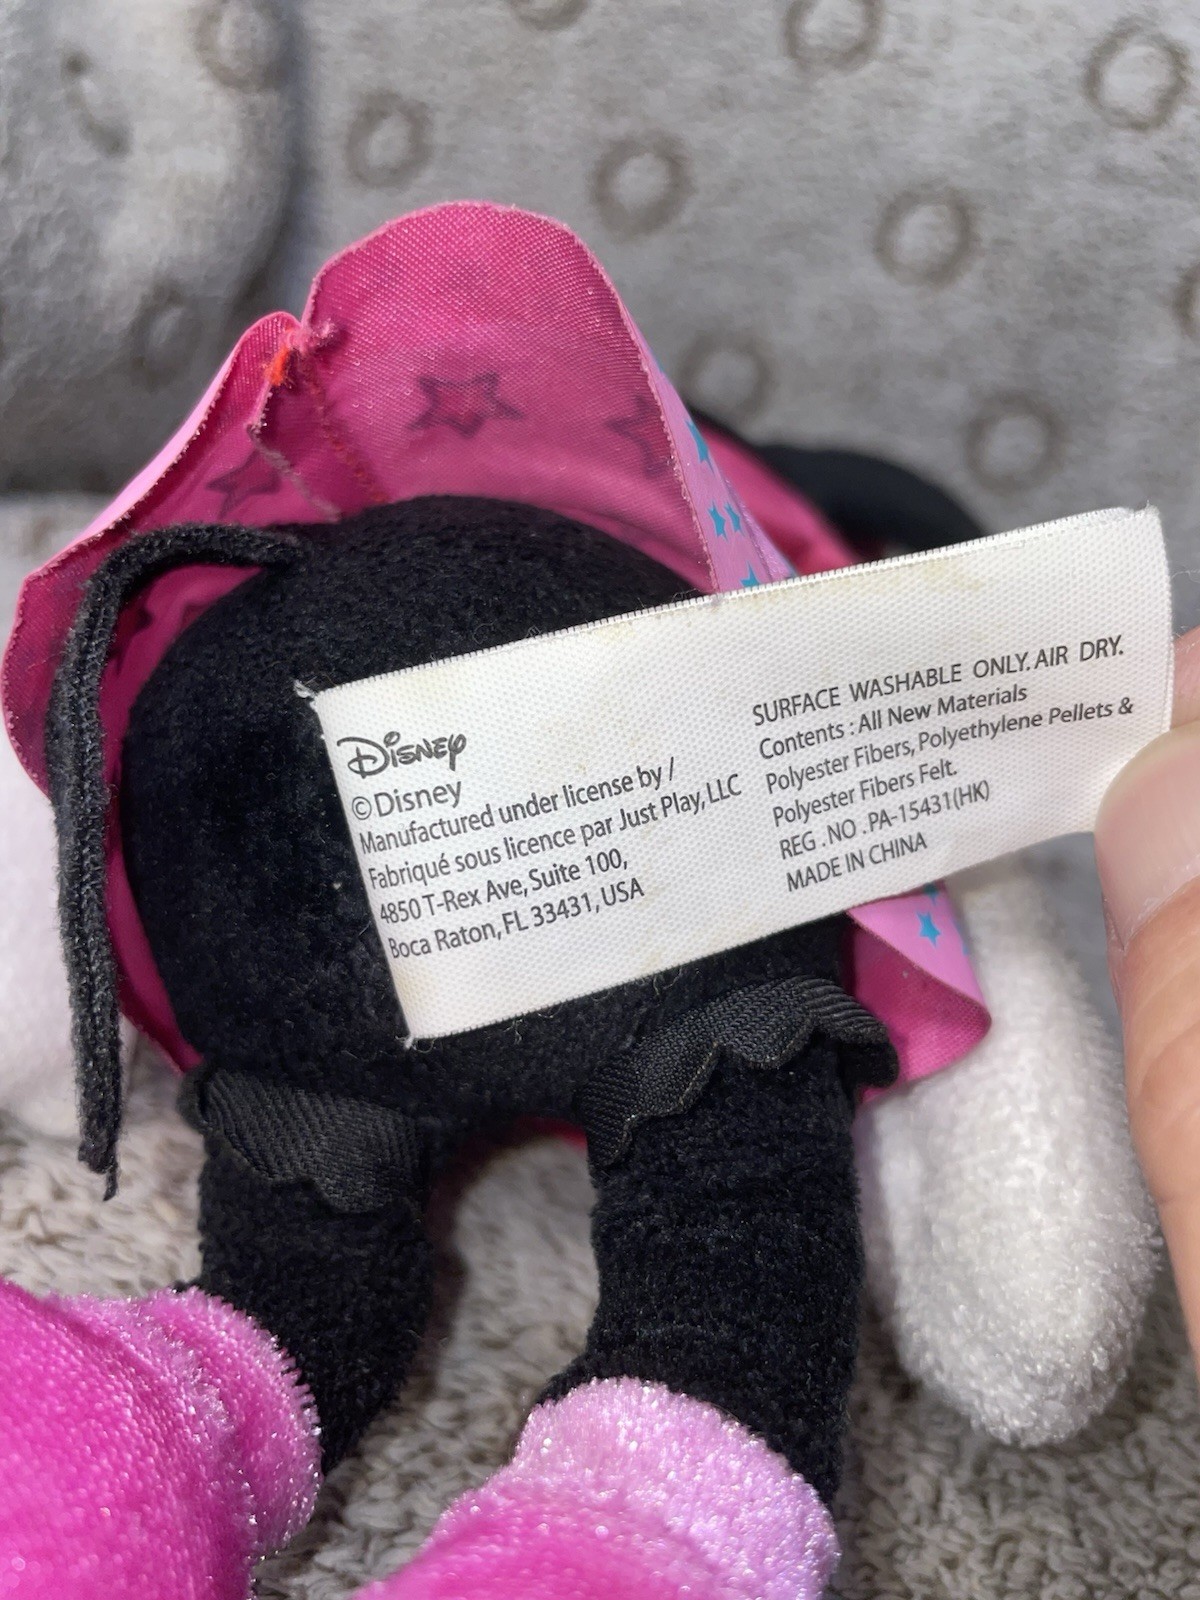 Disney
©Disney
Manufactured under license by /
Fabriqué sous licence par Just Play, LLC
4850 T-Rex Ave, Suite 100,
Boca Raton, FL 33431, USA
SURFACE WASHABLE ONLY. AIR DRY.
Contents : All New Materials
Polyester Fibers, Polyethylene Pellets &
Polyester Fibers Felt.
REG . NO . PA-15431(HK)
MADE IN CHINA